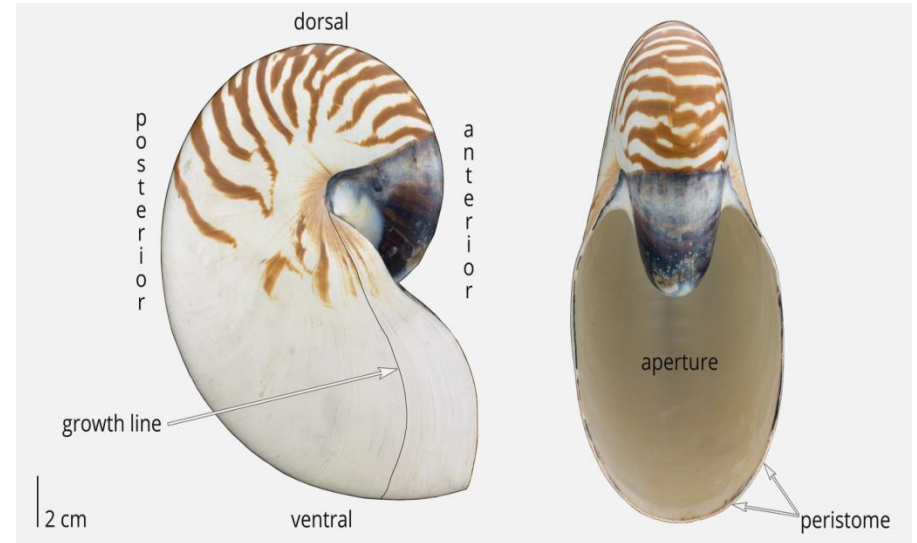 dorsal
posterior
anterior
aperture
growth line
2 cm
ventral
peristome